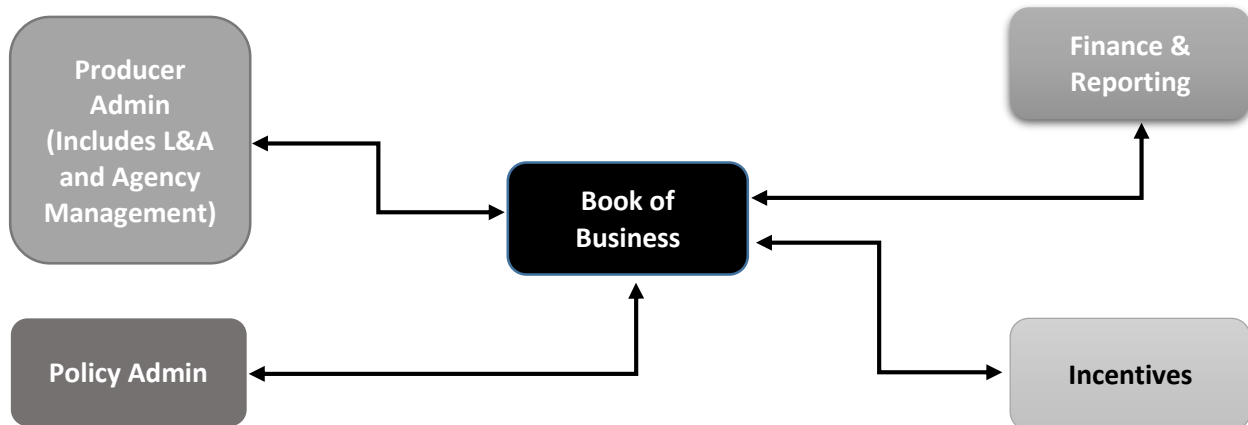 Producer
Admin
(Includes L&A
and Agency
Management)
Finance &
Reporting
Book of
Business
Policy Admin
Incentives